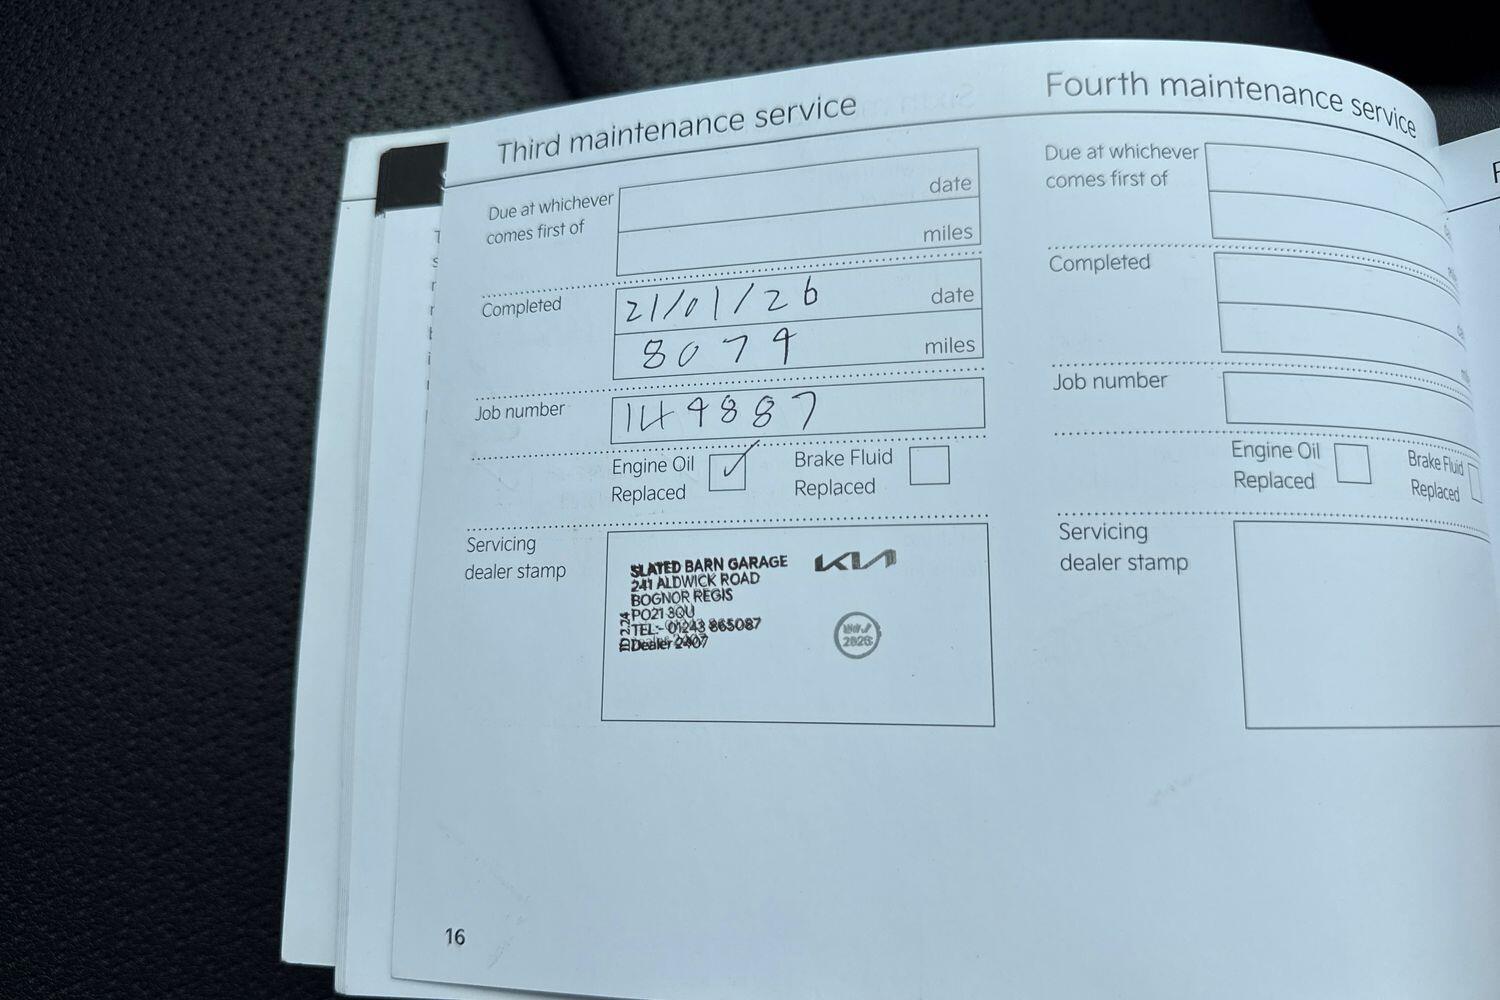 Third maintenance service
Due at whichever
comes first of
date
miles
Completed
21/01/26
date
8079
miles
Job number
149887
Engine Oil
Replaced
Brake Fluid
Replaced
Servicing
dealer stamp
SLATED BARN GARAGE
241 ALDWICK ROAD
BOGNOR REGIS
PO21 3QU
TEL:- 01243 865087
Dealer 2407
KIA
16
Fourth maintenance service
Due at whichever
comes first of
Completed
Job number
Engine Oil
Replaced
Brake Fluid
Replaced
Servicing
dealer stamp